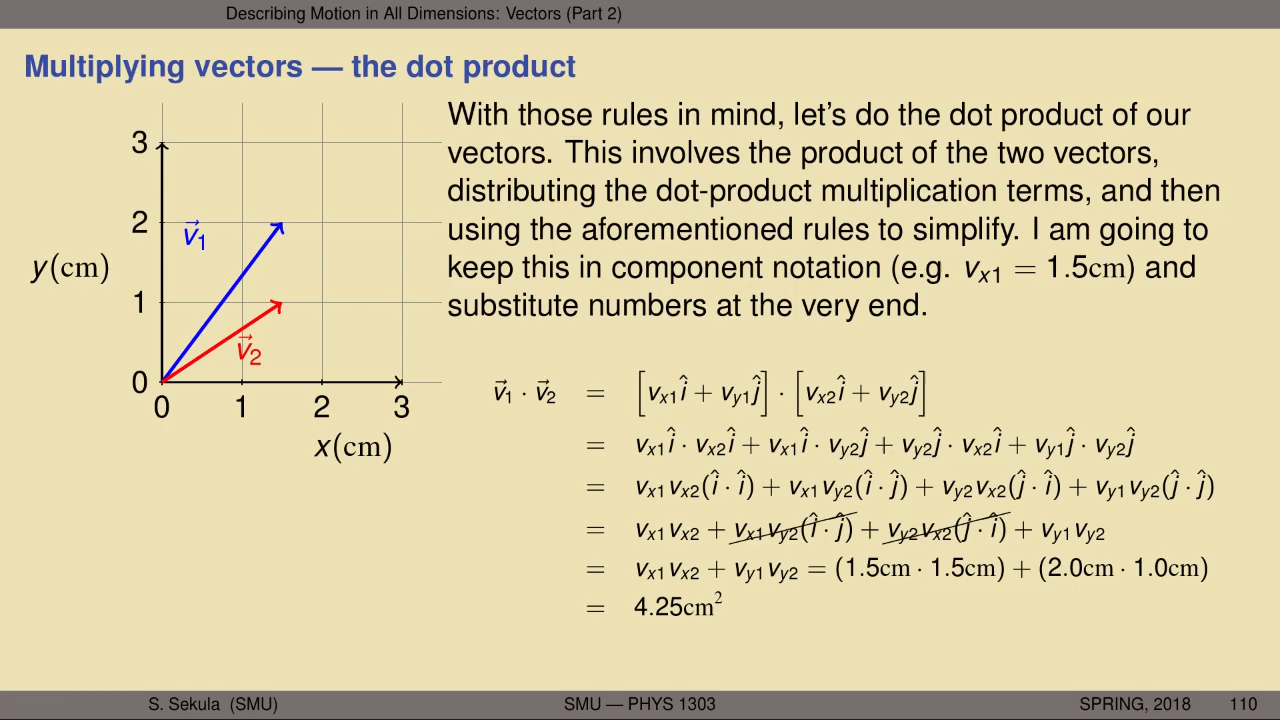 Describing Motion in All Dimensions: Vectors (Part 2)
Multiplying vectors — the dot product
3
2
1
0
y(cm)
0 1 2 3
x(cm)
v⃗₁
v⃗₂
With those rules in mind, let's do the dot product of our
vectors. This involves the product of the two vectors,
distributing the dot-product multiplication terms, and then
using the aforementioned rules to simplify. I am going to
keep this in component notation (e.g. vₓ₁ = 1.5cm) and
substitute numbers at the very end.
v⃗₁ · v⃗₂ = [v_{x1}î + v_{y1}ĵ] · [v_{x2}î + v_{y2}ĵ]
= v_{x1}î · v_{x2}î + v_{x1}î · v_{y2}ĵ + v_{y2}ĵ · v_{x2}î + v_{y1}ĵ · v_{y2}ĵ
= v_{x1}v_{x2}(î · î) + v_{x1}v_{y2}(î · ĵ) + v_{y2}v_{x2}(ĵ · î) + v_{y1}v_{y2}(ĵ · ĵ)
= v_{x1}v_{x2} + v_{x1}v_{y2}(î · ĵ) + v_{y2}v_{x2}(ĵ · î) + v_{y1}v_{y2}
= v_{x1}v_{x2} + v_{y1}v_{y2} = (1.5cm · 1.5cm) + (2.0cm · 1.0cm)
= 4.25cm²
S. Sekula (SMU) SMU — PHYS 1303 SPRING, 2018 110